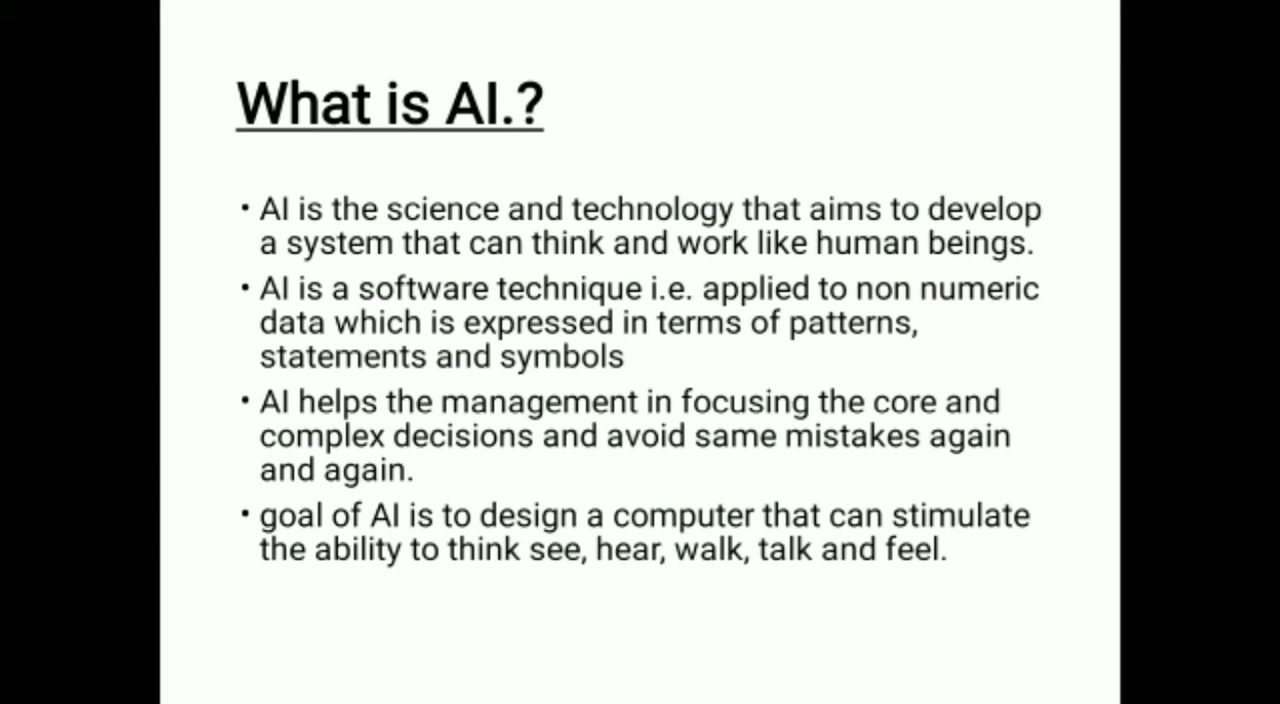 What is AI.?
• AI is the science and technology that aims to develop
a system that can think and work like human beings.
• AI is a software technique i.e. applied to non numeric
data which is expressed in terms of patterns,
statements and symbols
• AI helps the management in focusing the core and
complex decisions and avoid same mistakes again
and again.
• goal of AI is to design a computer that can stimulate
the ability to think see, hear, walk, talk and feel.